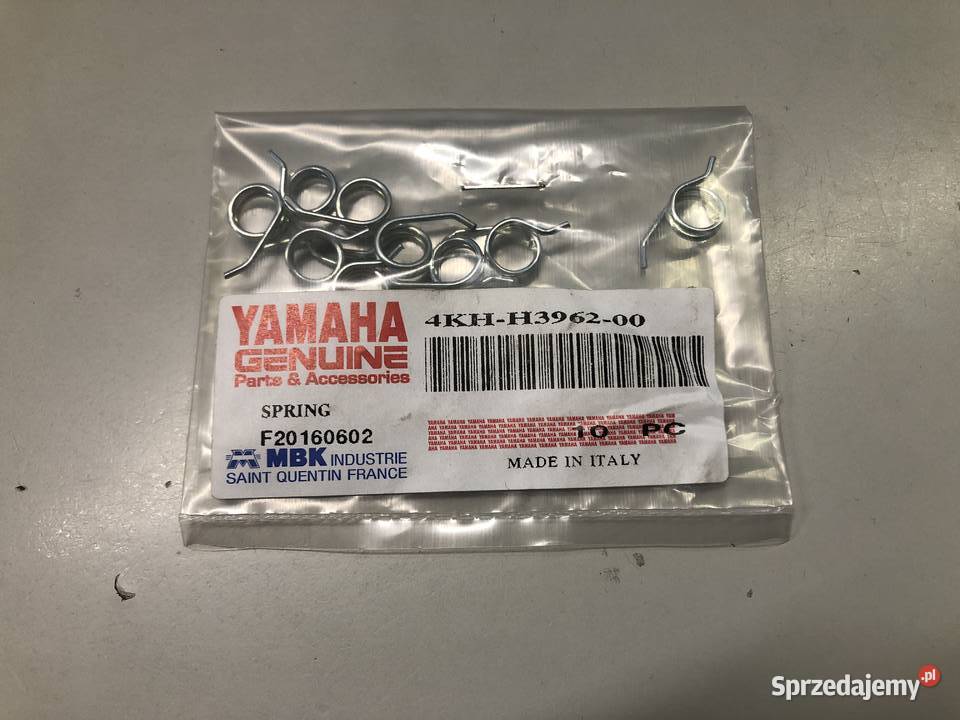 YAMAHA
GENUINE
Parts & Accessories
4KH-H3962-00
SPRING
F20160602
10 PC
MBK INDUSTRIE
SAINT QUENTIN FRANCE
MADE IN ITALY
Sprzedajemy.pl